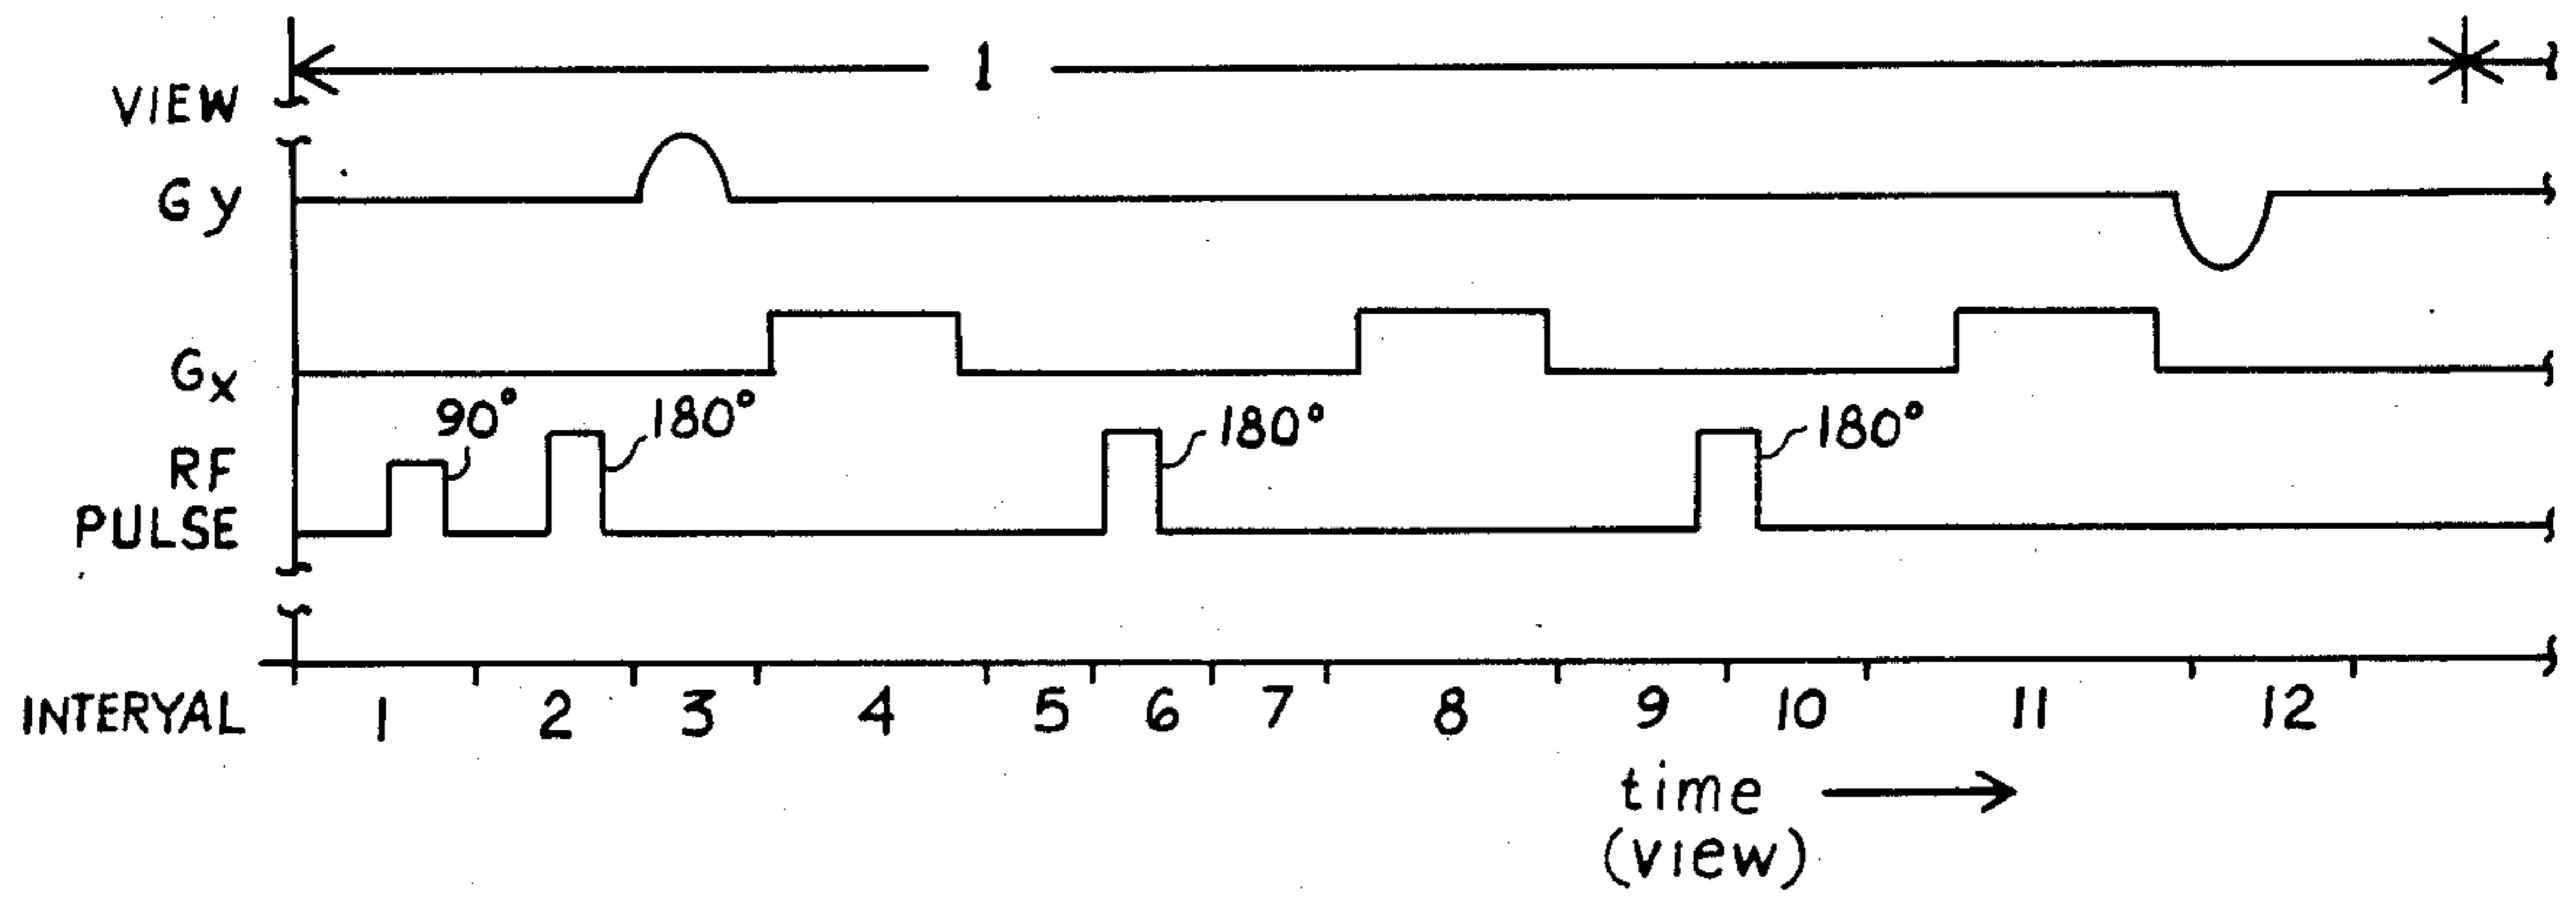 1
VIEW
Gy
Gx
90°
180°
180°
180°
RF
PULSE
INTERYAL 1 2 3 4 5 6 7 8 9 10 11 12
time
(view)